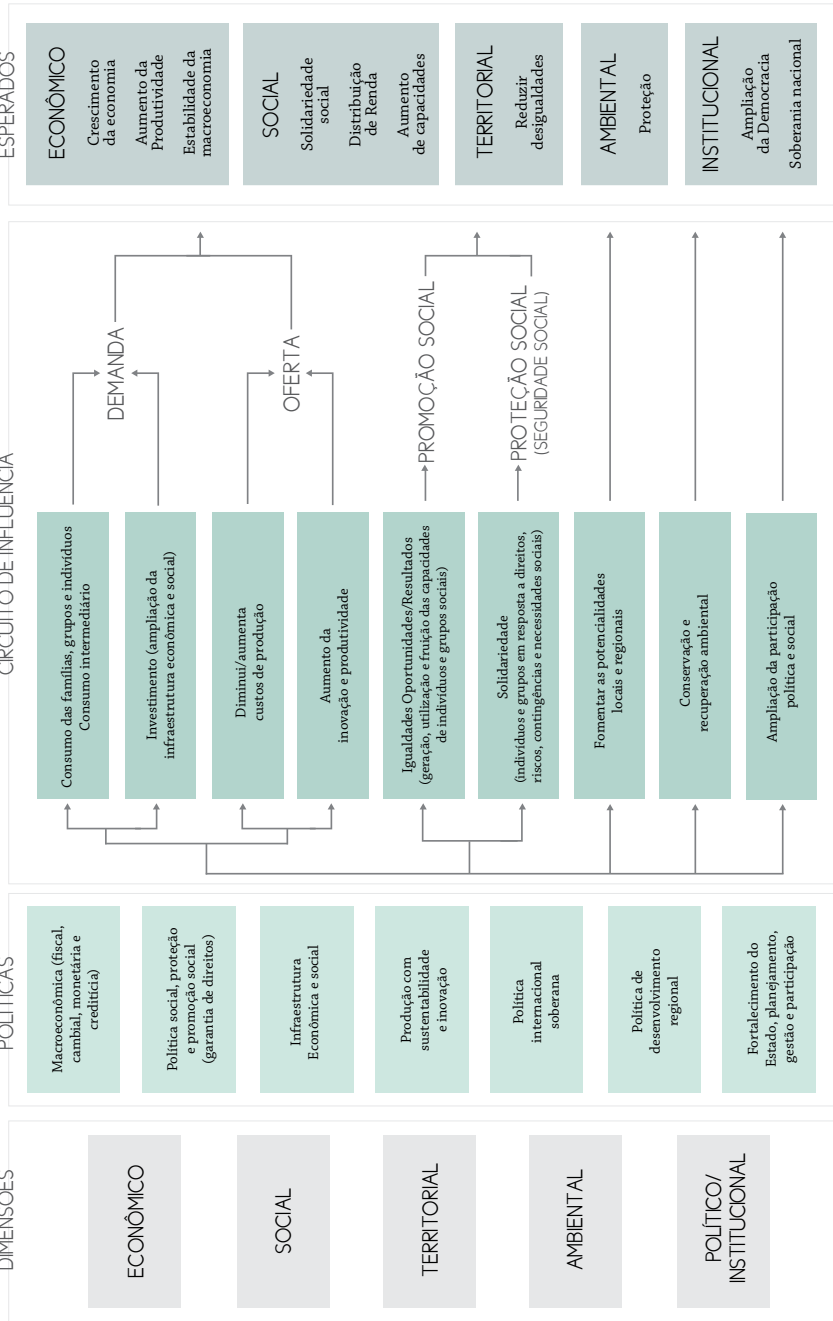 DIMENSÕES
ECONÔMICO
SOCIAL
TERRITORIAL
AMBIENTAL
POLÍTICO/
INSTITUCIONAL
POLÍTICAS
Macroeconômica (fiscal,
cambial, monetária e
creditícia)
Política social, proteção
e promoção social
(garantia de direitos)
Infraestrutura
Econômica e social
Produção com
sustentabilidade
e inovação
Política
internacional
soberana
Política de
desenvolvimento
regional
Fortalecimento do
Estado, planejamento,
gestão e participação
CIRCUITO DE INFLUÊNCIA
Consumo das famílias, grupos e indivíduos
Consumo intermediário
Investimento (ampliação da
infraestrutura econômica e social)
Diminui/aumenta
custos de produção
Aumento da
inovação e produtividade
Igualdades Oportunidades/Resultados
(geração, utilização e fruição das capacidades
de indivíduos e grupos sociais)
Solidariedade
(indivíduos e grupos em resposta a direitos,
riscos, contingências e necessidades sociais)
Fomentar as potencialidades
locais e regionais
Conservação e
recuperação ambiental
Ampliação da participação
política e social
DEMANDA
OFERTA
PROMOÇÃO SOCIAL
PROTEÇÃO SOCIAL
(SEGURIDADE SOCIAL)
ESPERADOS
ECONÔMICO
Crescimento
da economia
Aumento da
Produtividade
Estabilidade da
macroeconomia
SOCIAL
Solidariedade
social
Distribuição
de Renda
Aumento
de capacidades
TERRITORIAL
Reduzir
desigualdades
AMBIENTAL
Proteção
INSTITUCIONAL
Ampliação
da Democracia
Soberania nacional